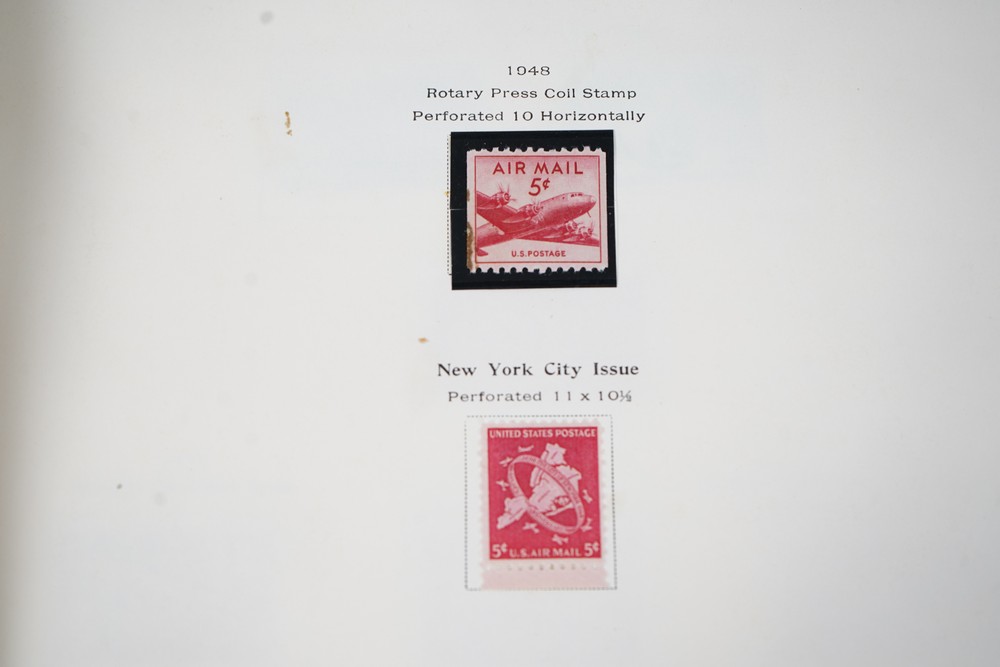 1948
Rotary Press Coil Stamp
Perforated 10 Horizontally
AIR MAIL
5¢
U.S. POSTAGE
New York City Issue
Perforated 11 x 10½
UNITED STATES POSTAGE
5¢ U.S. AIR MAIL 5¢